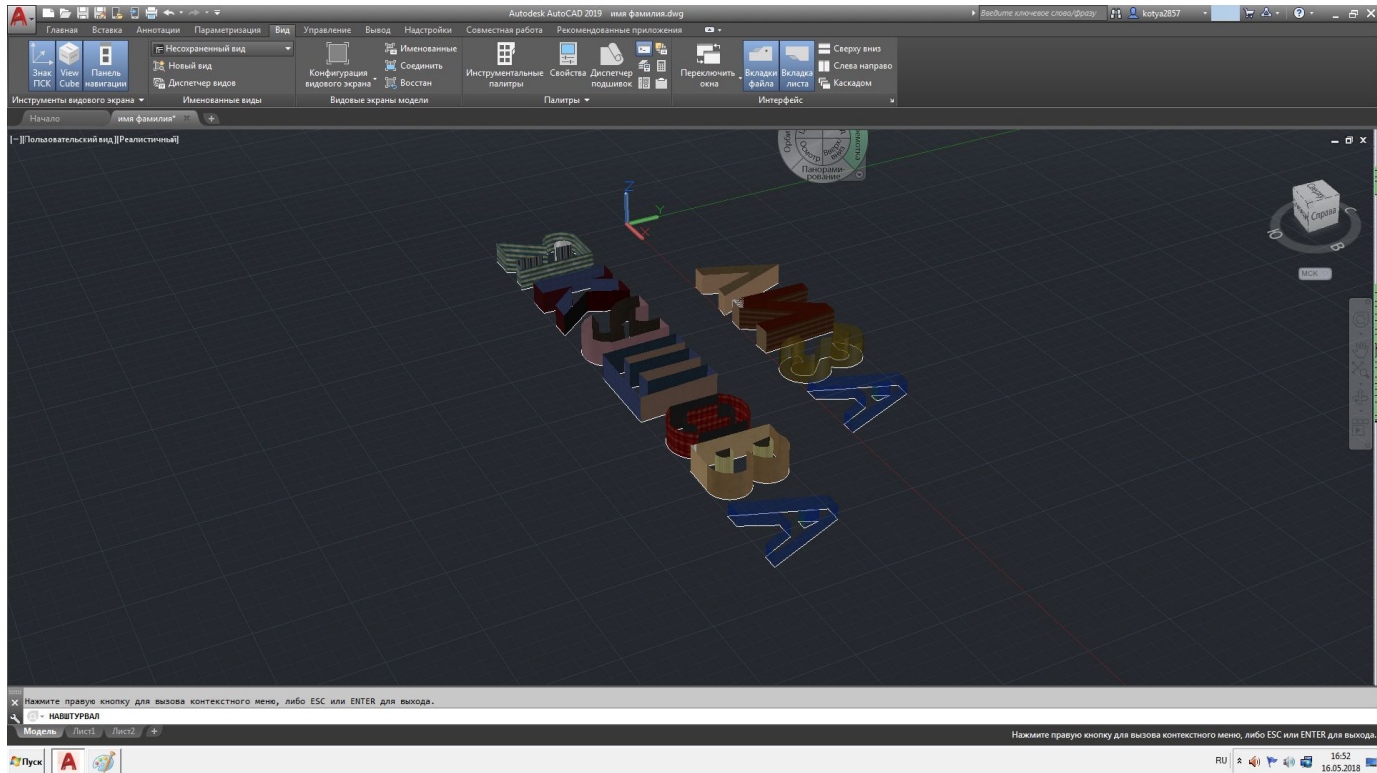 Autodesk AutoCAD 2019 имя фамилия.dwg
Введите ключевое слово/фразу
kotya2857
Главная Вставка Аннотации Параметризация Вид Управление Вывод Надстройки Совместная работа Рекомендованные приложения
Знак ПСК
View Cube
Панель навигации
Несохраненный вид
Новый вид
Диспетчер видов
Конфигурация видового экрана
Именованные
Соединить
Восстан
Инструментальные палитры
Свойства
Диспетчер подшивок
Переключить окна
Вкладки файла
Вкладка листа
Сверху вниз
Слева направо
Каскадом
Инструменты видового экрана
Именованные виды
Видовые экраны модели
Палитры
Интерфейс
Начало
имя фамилия*
[–][Пользовательский вид][Реалистичный]
Осмотр
Вверх/вниз
Панорами-
рование
Z
Y
X
Справа
Ю
В
С
МСК
Нажмите правую кнопку для вызова контекстного меню, либо ESC или ENTER для выхода.
НАВШТУРВАЛ
Модель Лист1 Лист2 +
Нажмите правую кнопку для вызова контекстного меню, либо ESC или ENTER для выхода.
Пуск
RU
16:52
16.05.2018